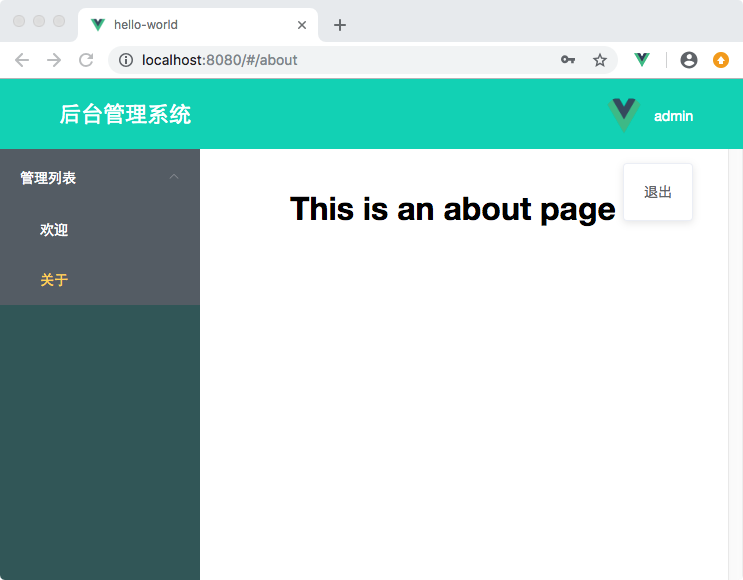 hello-world
localhost:8080/#/about
后台管理系统
admin
管理列表
欢迎
关于
This is an about page
退出